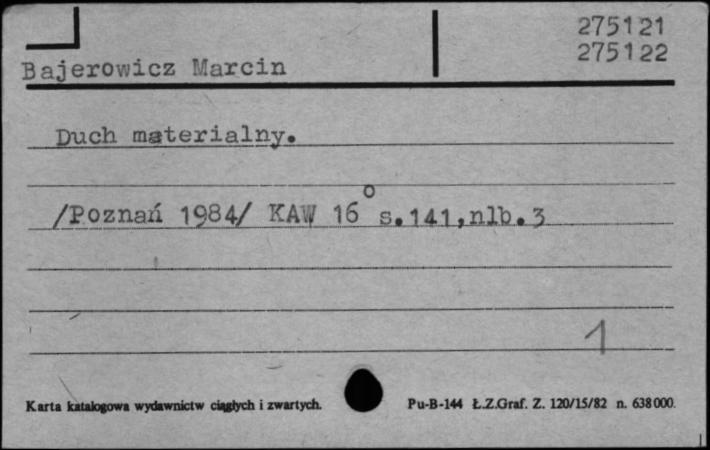 275121
Bajerowicz Marcin 275122
Duch materialny.
/Poznań 1984/ KAW 16° s.141,nlb.3
1
Karta katalogowa wydawnictw ciągłych i zwartych. Pu-B-144 Ł.Z.Graf. Z. 120/15/82 n. 638000.